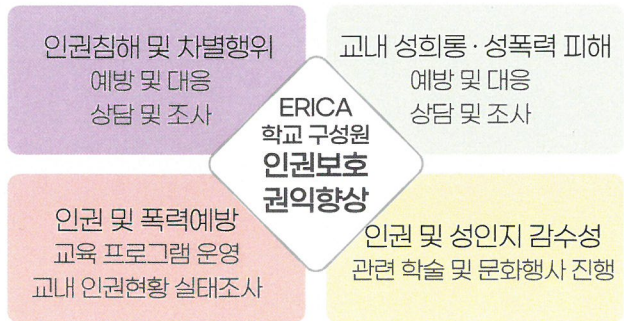 인권침해 및 차별행위
예방 및 대응
상담 및 조사
교내 성희롱·성폭력 피해
예방 및 대응
상담 및 조사
ERICA
학교 구성원
인권보호
권익향상
인권 및 폭력예방
교육 프로그램 운영
교내 인권현황 실태조사
인권 및 성인지 감수성
관련 학술 및 문화행사 진행